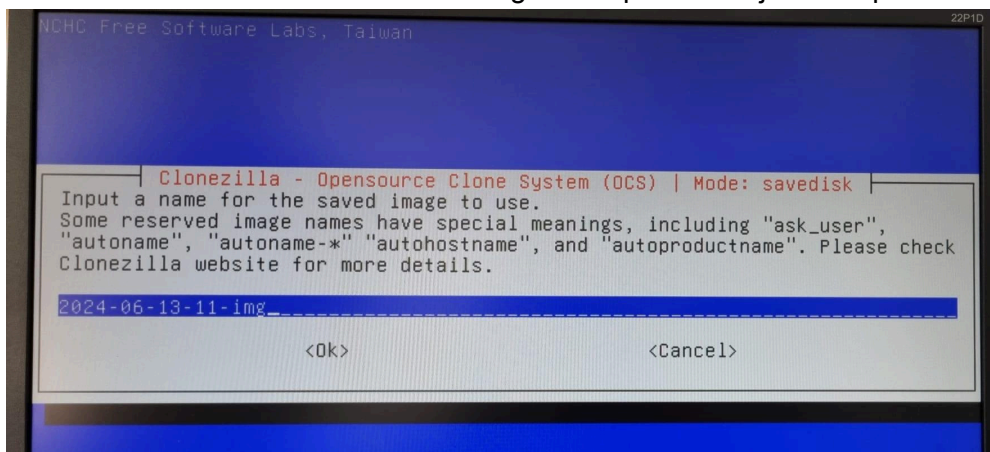 NCHC Free Software Labs, Taiwan
22P1D
Clonezilla - Opensource Clone System (OCS) | Mode: savedisk
Input a name for the saved image to use.
Some reserved image names have special meanings, including "ask_user",
"autoname", "autoname-*" "autohostname", and "autoproductname". Please check
Clonezilla website for more details.
2024-06-13-11-img
<Ok> <Cancel>